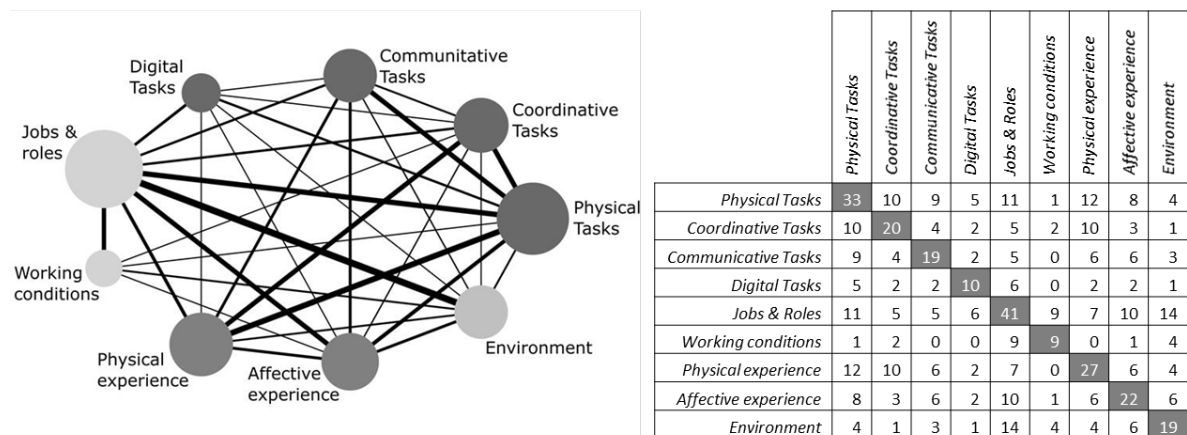 Communitative
Tasks
Digital
Tasks
Coordinative
Tasks
Jobs &
roles
Physical
Tasks
Working
conditions
Environment
Physical
experience
Affective
experience
Physical Tasks
Coordinative Tasks
Communicative Tasks
Digital Tasks
Jobs & Roles
Working conditions
Physical experience
Affective experience
Environment
Physical Tasks 33 10 9 5 11 1 12 8 4
Coordinative Tasks 10 20 4 2 5 2 10 3 1
Communicative Tasks 9 4 19 2 5 0 6 6 3
Digital Tasks 5 2 2 10 6 0 2 2 1
Jobs & Roles 11 5 5 6 41 9 7 10 14
Working conditions 1 2 0 0 9 9 0 1 4
Physical experience 12 10 6 2 7 0 27 6 4
Affective experience 8 3 6 2 10 1 6 22 6
Environment 4 1 3 1 14 4 4 6 19